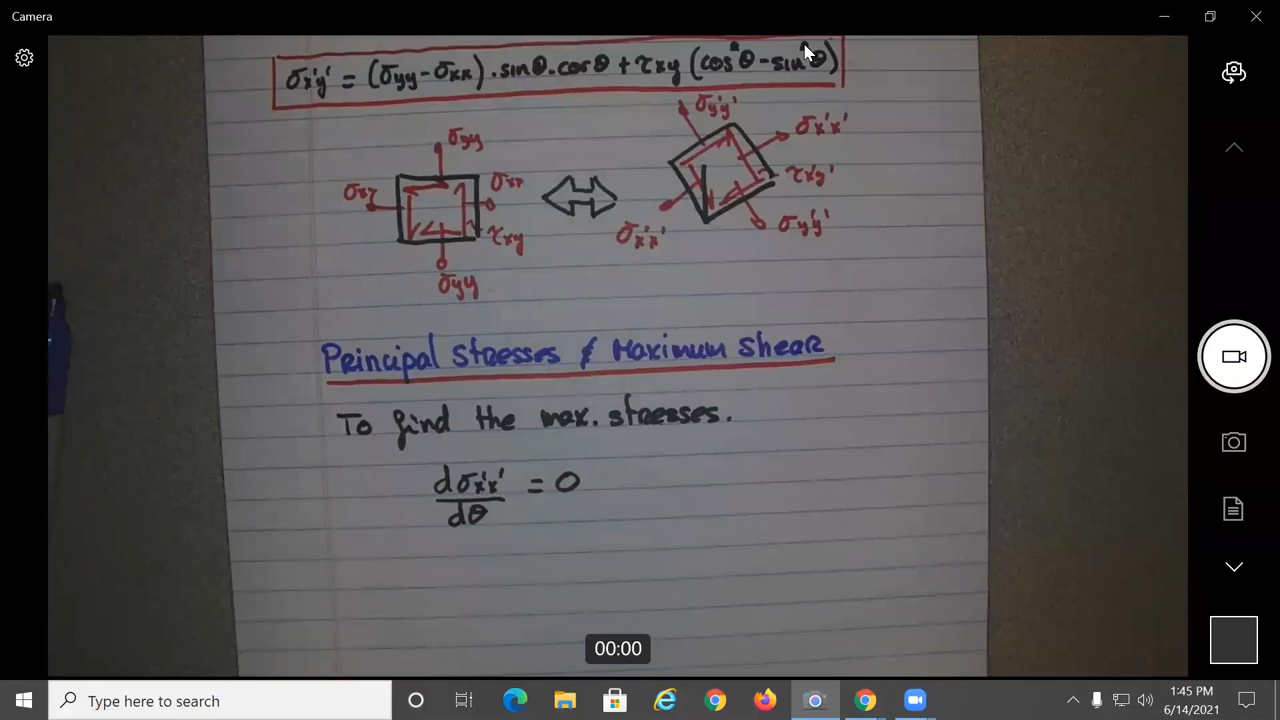 Camera
σx'y' = (σyy - σxx) . sinθ . cosθ + τxy (cos²θ - sin²θ)
σy'y'
σx'x'
σyy
σxx
σxx
τx'y'
τxy
σx'x'
σy'y'
σyy
Principal Stresses & Maximum Shear
To find the max. stresses.
dσx'x' / dθ = 0
00:00
Type here to search
1:45 PM
6/14/2021